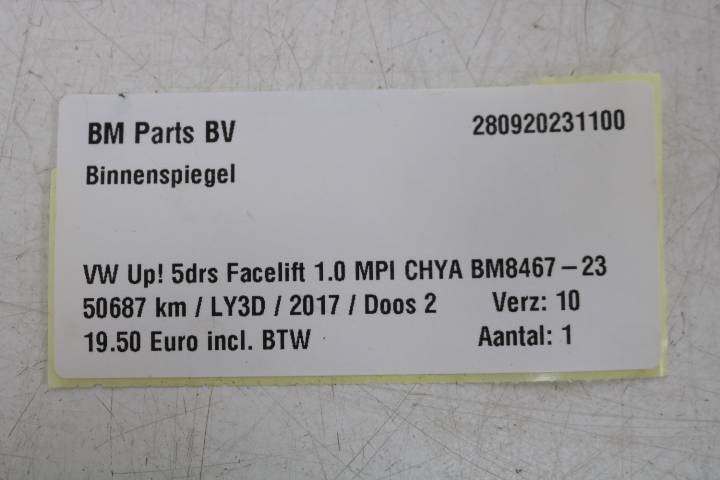 BM Parts BV 280920231100
Binnenspiegel
VW Up! 5drs Facelift 1.0 MPI CHYA BM8467-23
50687 km / LY3D / 2017 / Doos 2 Verz: 10
19.50 Euro incl. BTW Aantal: 1